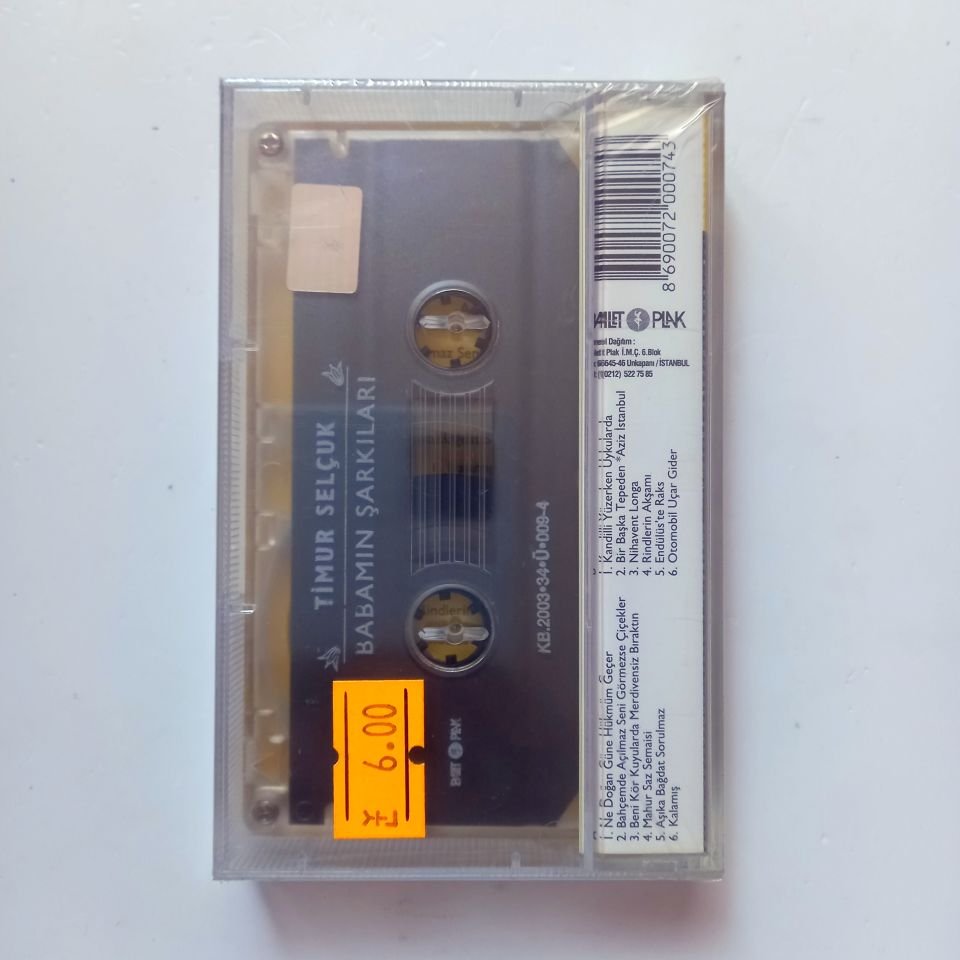 TİMUR SELÇUK
BABAMIN ŞARKILARI
KB.2003•34•Ü•009-4
6.00
8 690072 000743
PLAK
Plak İ.M.Ç. 6.Blok
Unkapanı / İSTANBUL
(0212) 522 75 85
1. Ne Doğan Güne Hükmüm Geçer
2. Bahçemde Açılmaz Seni Görmezse Çiçekler
3. Beni Kör Kuyularda Merdivensiz Bıraktın
4. Mahur Saz Semaisi
5. Aşıka Bağdat Sorulmaz
6. Kalamış
1. Kandilli Yüzerken Uykularda
2. Bir Başka Tepeden *Aziz İstanbul
3. Nihavent Longa
4. Rindlerin Akşamı
5. Endülüs'te Raks
6. Otomobil Uçar Gider